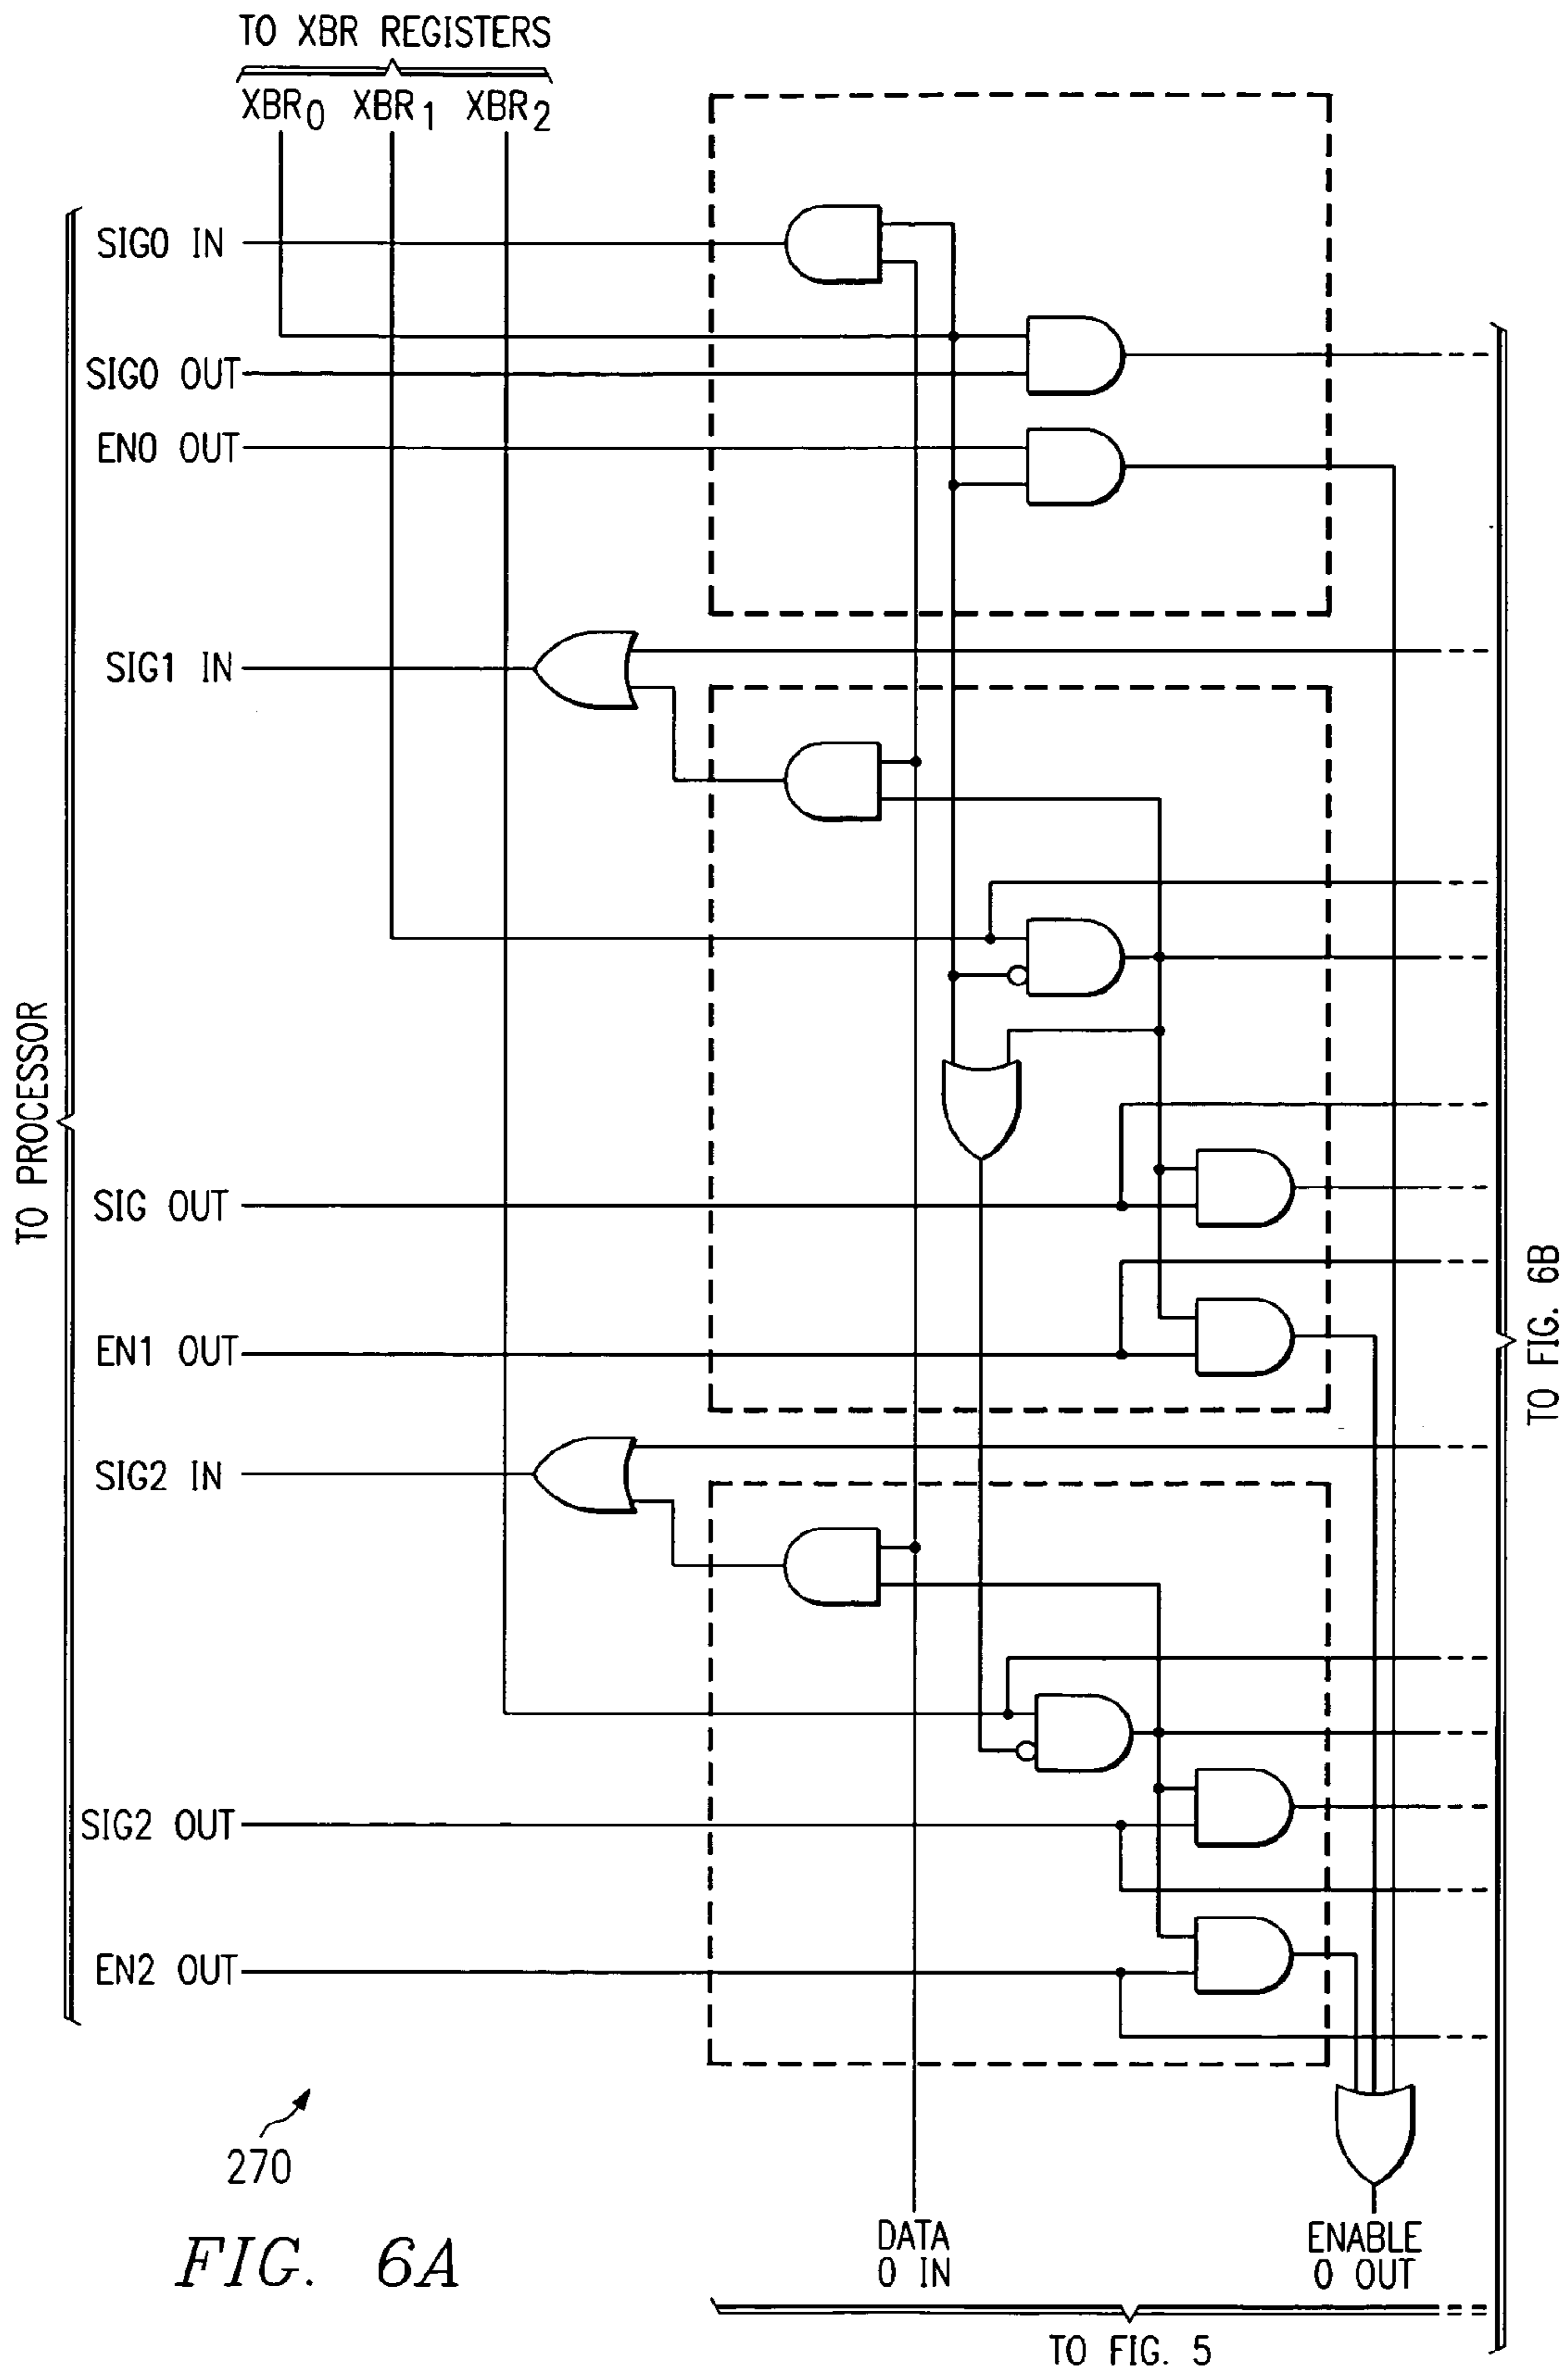 TO XBR REGISTERS
XBR0 XBR1 XBR2
SIG0 IN
SIG0 OUT
EN0 OUT
SIG1 IN
TO PROCESSOR
SIG OUT
EN1 OUT
TO FIG. 6B
SIG2 IN
SIG2 OUT
EN2 OUT
270
FIG. 6A
DATA
0 IN
ENABLE
0 OUT
TO FIG. 5